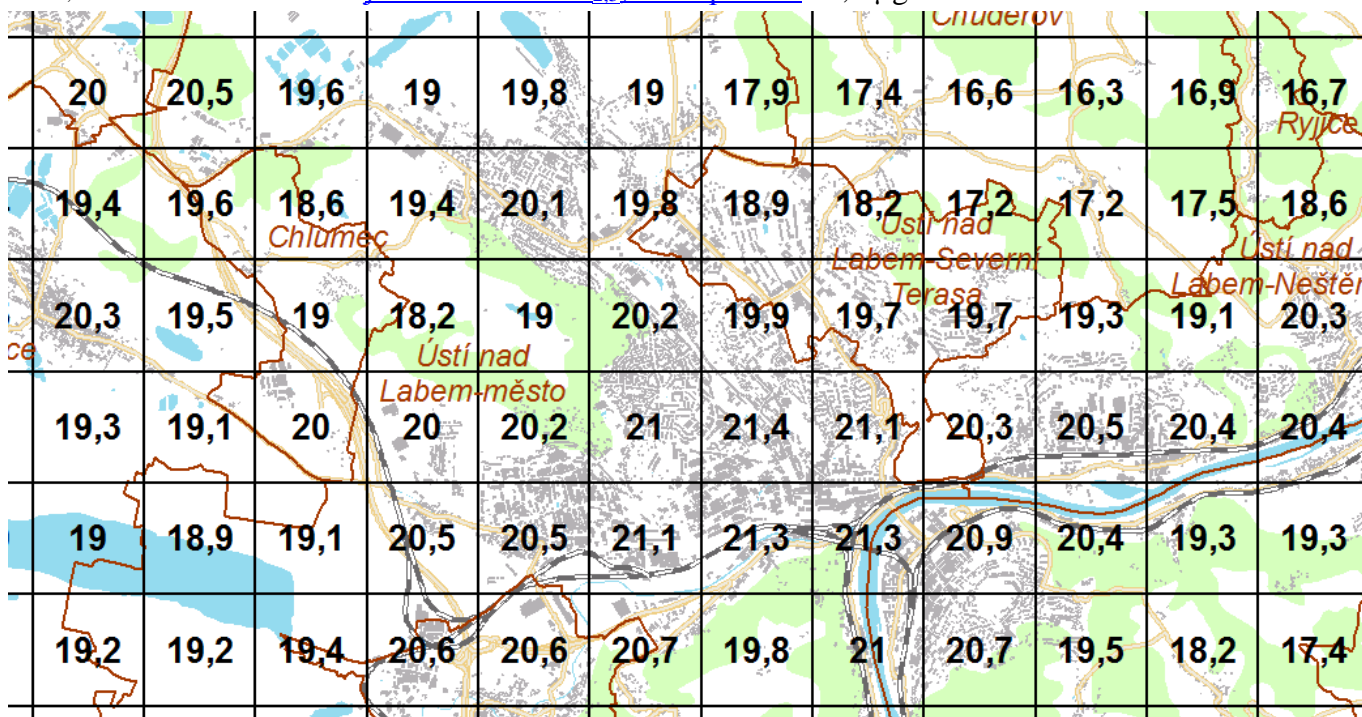 Chuderov
20 20,5 19,6 19 19,8 19 17,9 17,4 16,6 16,3 16,9 16,7
Ryjice
19,4 19,6 18,6 19,4 20,1 19,8 18,9 18,2 17,2 17,2 17,5 18,6
Chlumec
Ústí nad
Labem-Severní
Terasa
Ústí nad
Labem-Neštěm
20,3 19,5 19 18,2 19 20,2 19,9 19,7 19,7 19,3 19,1 20,3
ce
Ústí nad
Labem-město
19,3 19,1 20 20 20,2 21 21,4 21,1 20,3 20,5 20,4 20,4
19 18,9 19,1 20,5 20,5 21,1 21,3 21,3 20,9 20,4 19,3 19,3
19,2 19,2 19,4 20,6 20,6 20,7 19,8 21 20,7 19,5 18,2 17,4